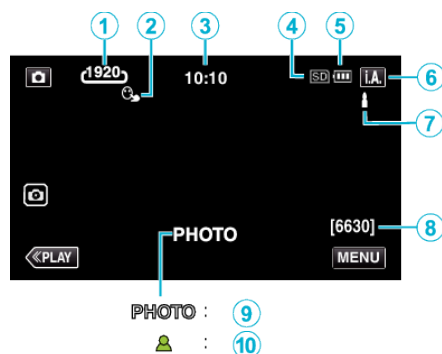 ① ② ③ ④ ⑤
1920 10:10 SD i.A. ⑥
⑦
[6630] ⑧
PHOTO
≪PLAY MENU
PHOTO : ⑨
: ⑩